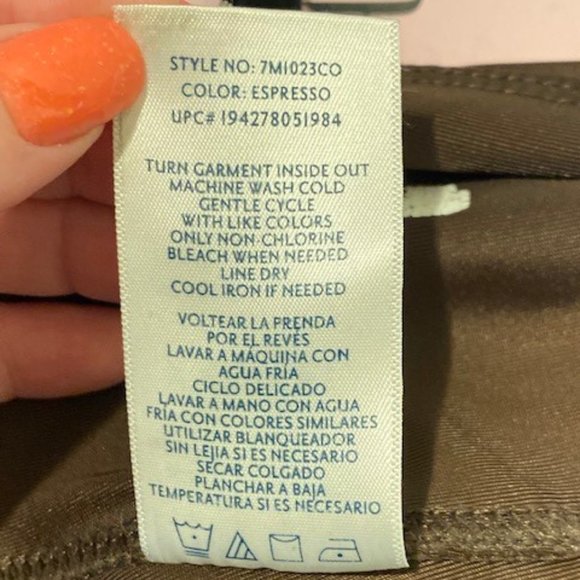 STYLE NO: 7M1023CO
COLOR: ESPRESSO
UPC# 194278051984
TURN GARMENT INSIDE OUT
MACHINE WASH COLD
GENTLE CYCLE
WITH LIKE COLORS
ONLY NON-CHLORINE
BLEACH WHEN NEEDED
LINE DRY
COOL IRON IF NEEDED
VOLTEAR LA PRENDA
POR EL REVÉS
LAVAR A MÁQUINA CON
AGUA FRÍA
CICLO DELICADO
LAVAR A MANO CON AGUA
FRÍA CON COLORES SIMILARES
UTILIZAR BLANQUEADOR
SIN LEJIA SI ES NECESARIO
SECAR COLGADO
PLANCHAR A BAJA
TEMPERATURA SI ES NECESARIO